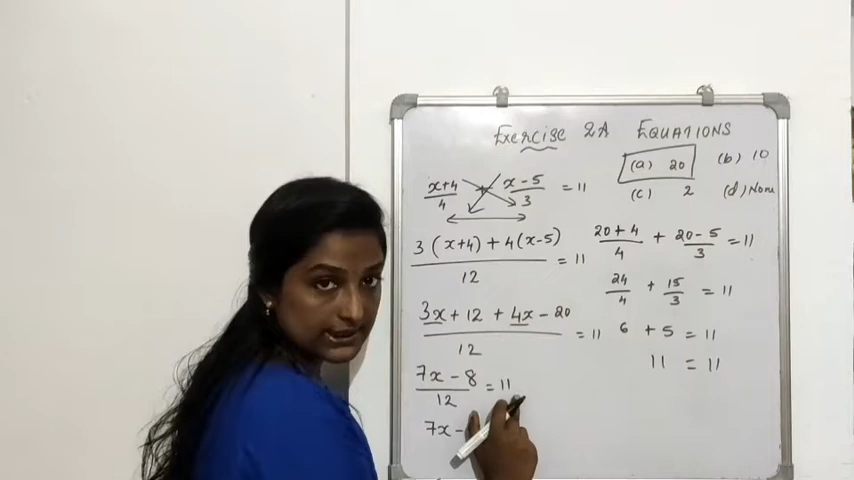 Exercise 2A EQUATIONS
(a) 20 (b) 10
(c) 2 (d) None
x+4/4 + x-5/3 = 11
3(x+4) + 4(x-5)/12 = 11
3x + 12 + 4x - 20/12 = 11
7x - 8/12 = 11
7x -
20+4/4 + 20-5/3 = 11
24/4 + 15/3 = 11
6 + 5 = 11
11 = 11